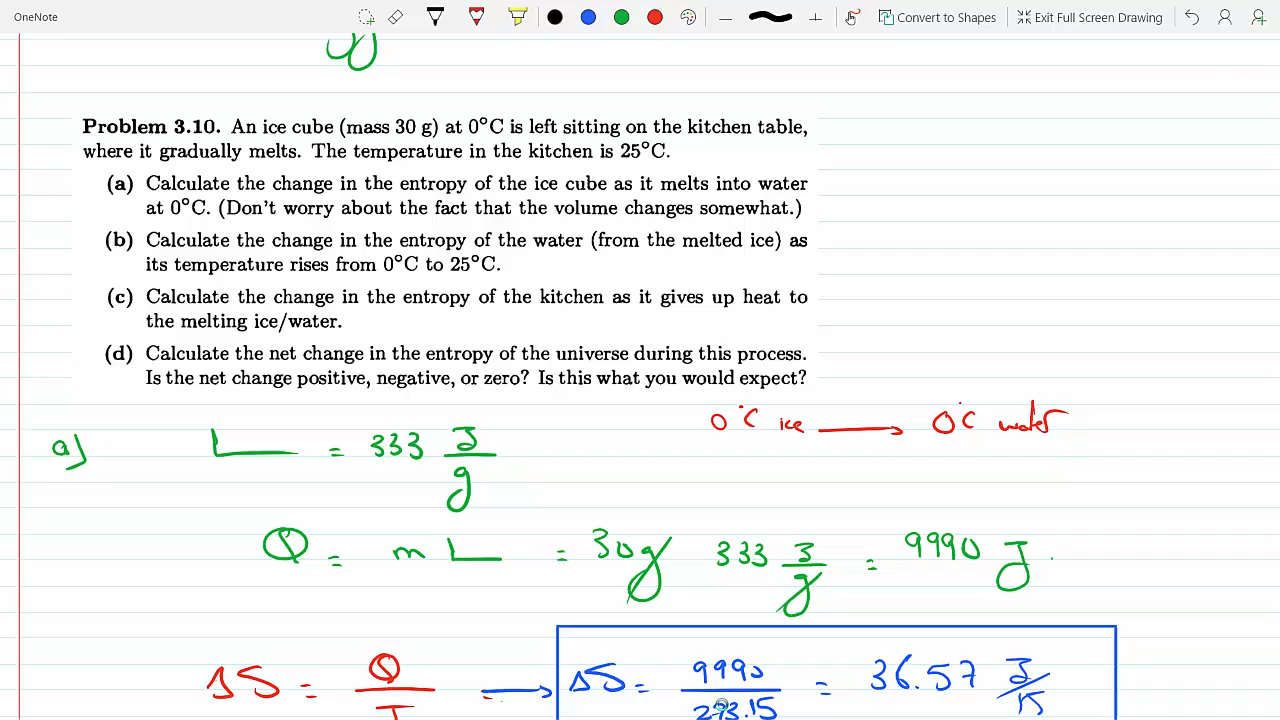 OneNote
Convert to Shapes
Exit Full Screen Drawing
Problem 3.10. An ice cube (mass 30 g) at 0°C is left sitting on the kitchen table,
where it gradually melts. The temperature in the kitchen is 25°C.
(a) Calculate the change in the entropy of the ice cube as it melts into water
at 0°C. (Don't worry about the fact that the volume changes somewhat.)
(b) Calculate the change in the entropy of the water (from the melted ice) as
its temperature rises from 0°C to 25°C.
(c) Calculate the change in the entropy of the kitchen as it gives up heat to
the melting ice/water.
(d) Calculate the net change in the entropy of the universe during this process.
Is the net change positive, negative, or zero? Is this what you would expect?
0°C ice → 0°C water
a) L = 333 J/g
Q = m L = 30g 333 J/g = 9990 J.
ΔS = Q/T → ΔS = 9990/273.15 = 36.57 J/K